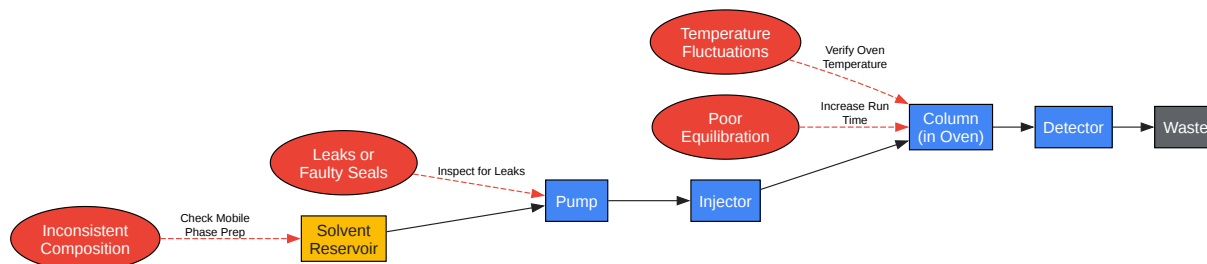 Temperature
Fluctuations
Verify Oven
Temperature
Poor
Equilibration
Increase Run
Time
Column
(in Oven)
Detector
Waste
Leaks or
Faulty Seals
Inspect for Leaks
Pump
Injector
Inconsistent
Composition
Check Mobile
Phase Prep
Solvent
Reservoir